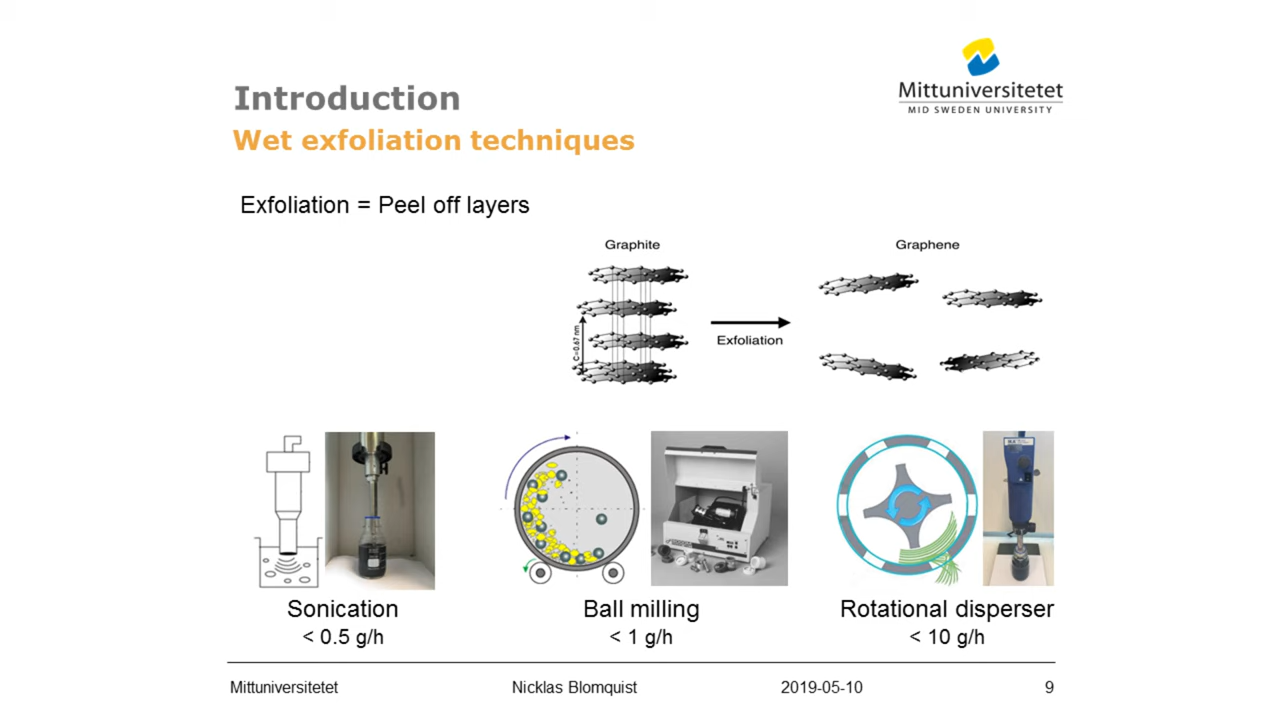 Mittuniversitetet
MID SWEDEN UNIVERSITY
Introduction
Wet exfoliation techniques
Exfoliation = Peel off layers
Graphite
Graphene
C=0.67 nm
Exfoliation
IKA
Sonication
< 0.5 g/h
Ball milling
< 1 g/h
Rotational disperser
< 10 g/h
Mittuniversitetet
Nicklas Blomquist
2019-05-10
9